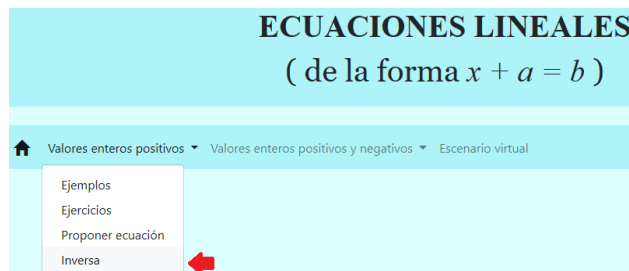 ECUACIONES LINEALES
( de la forma x + a = b )
Valores enteros positivos Valores enteros positivos y negativos Escenario virtual
Ejemplos
Ejercicios
Proponer ecuación
Inversa